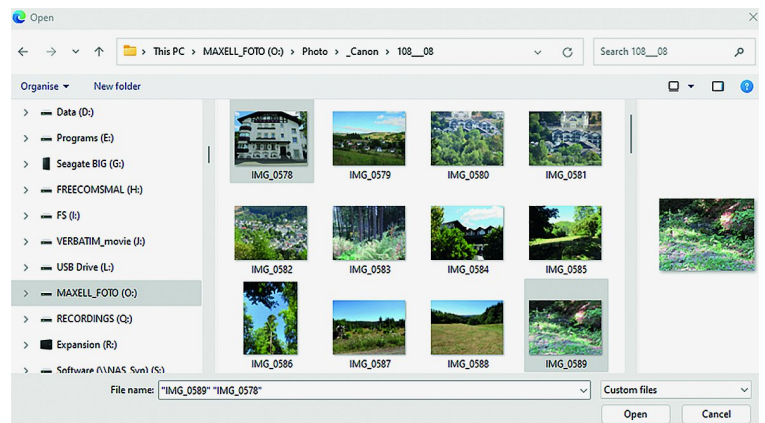 Open
This PC > MAXELL_FOTO (O:) > Photo > _Canon > 108__08
Search 108__08
Organise
New folder
Data (D:)
Programs (E:)
Seagate BIG (G:)
FREECOMSMAL (H:)
FS (I:)
VERBATIM_movie (J:)
USB Drive (L:)
MAXELL_FOTO (O:)
RECORDINGS (Q:)
Expansion (R:)
Software (\\NAS_Syn) (S:)
IMG_0578
IMG_0579
IMG_0580
IMG_0581
IMG_0582
IMG_0583
IMG_0584
IMG_0585
IMG_0586
IMG_0587
IMG_0588
IMG_0589
File name: "IMG_0589" "IMG_0578"
Custom files
Open
Cancel